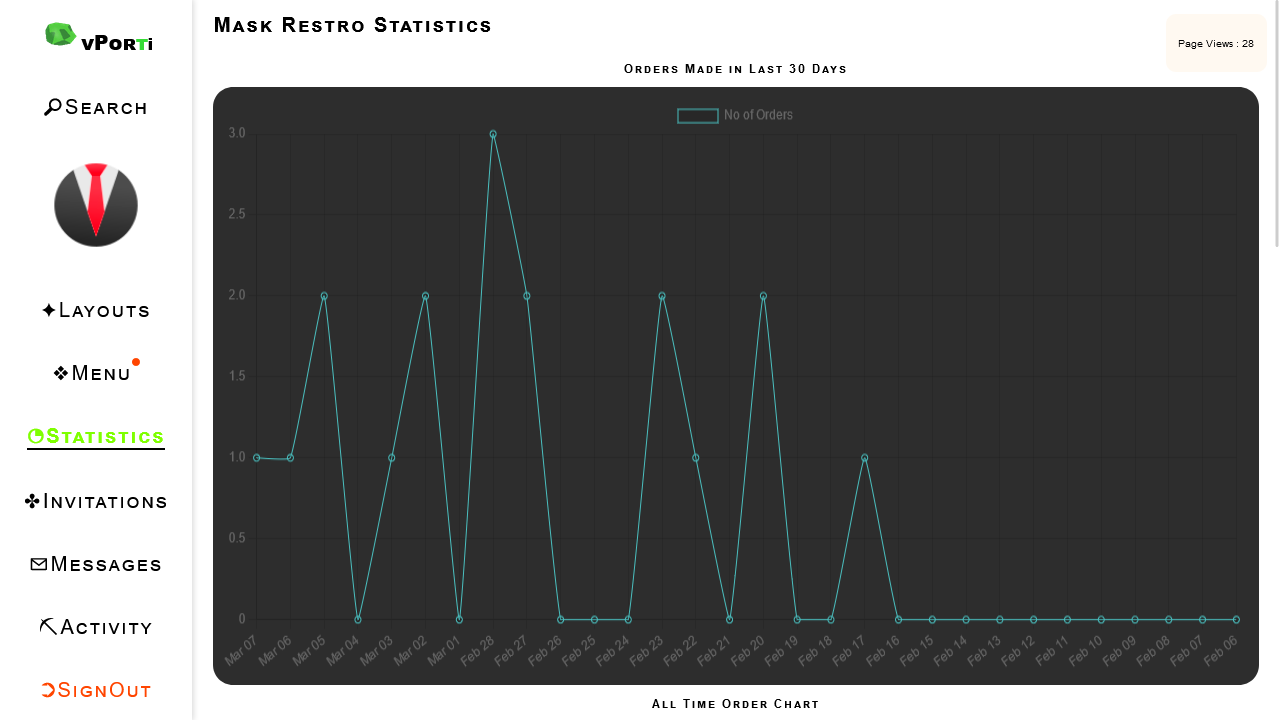 vPorti
Search
Layouts
Menu
Statistics
Invitations
Messages
Activity
SignOut
Mask Restro Statistics
Page Views : 28
Orders Made in Last 30 Days
No of Orders
3.0
2.5
2.0
1.5
1.0
0.5
0
Mar 07
Mar 06
Mar 05
Mar 04
Mar 03
Mar 02
Mar 01
Feb 28
Feb 27
Feb 26
Feb 25
Feb 24
Feb 23
Feb 22
Feb 21
Feb 20
Feb 19
Feb 18
Feb 17
Feb 16
Feb 15
Feb 14
Feb 13
Feb 12
Feb 11
Feb 10
Feb 09
Feb 08
Feb 07
Feb 06
All Time Order Chart